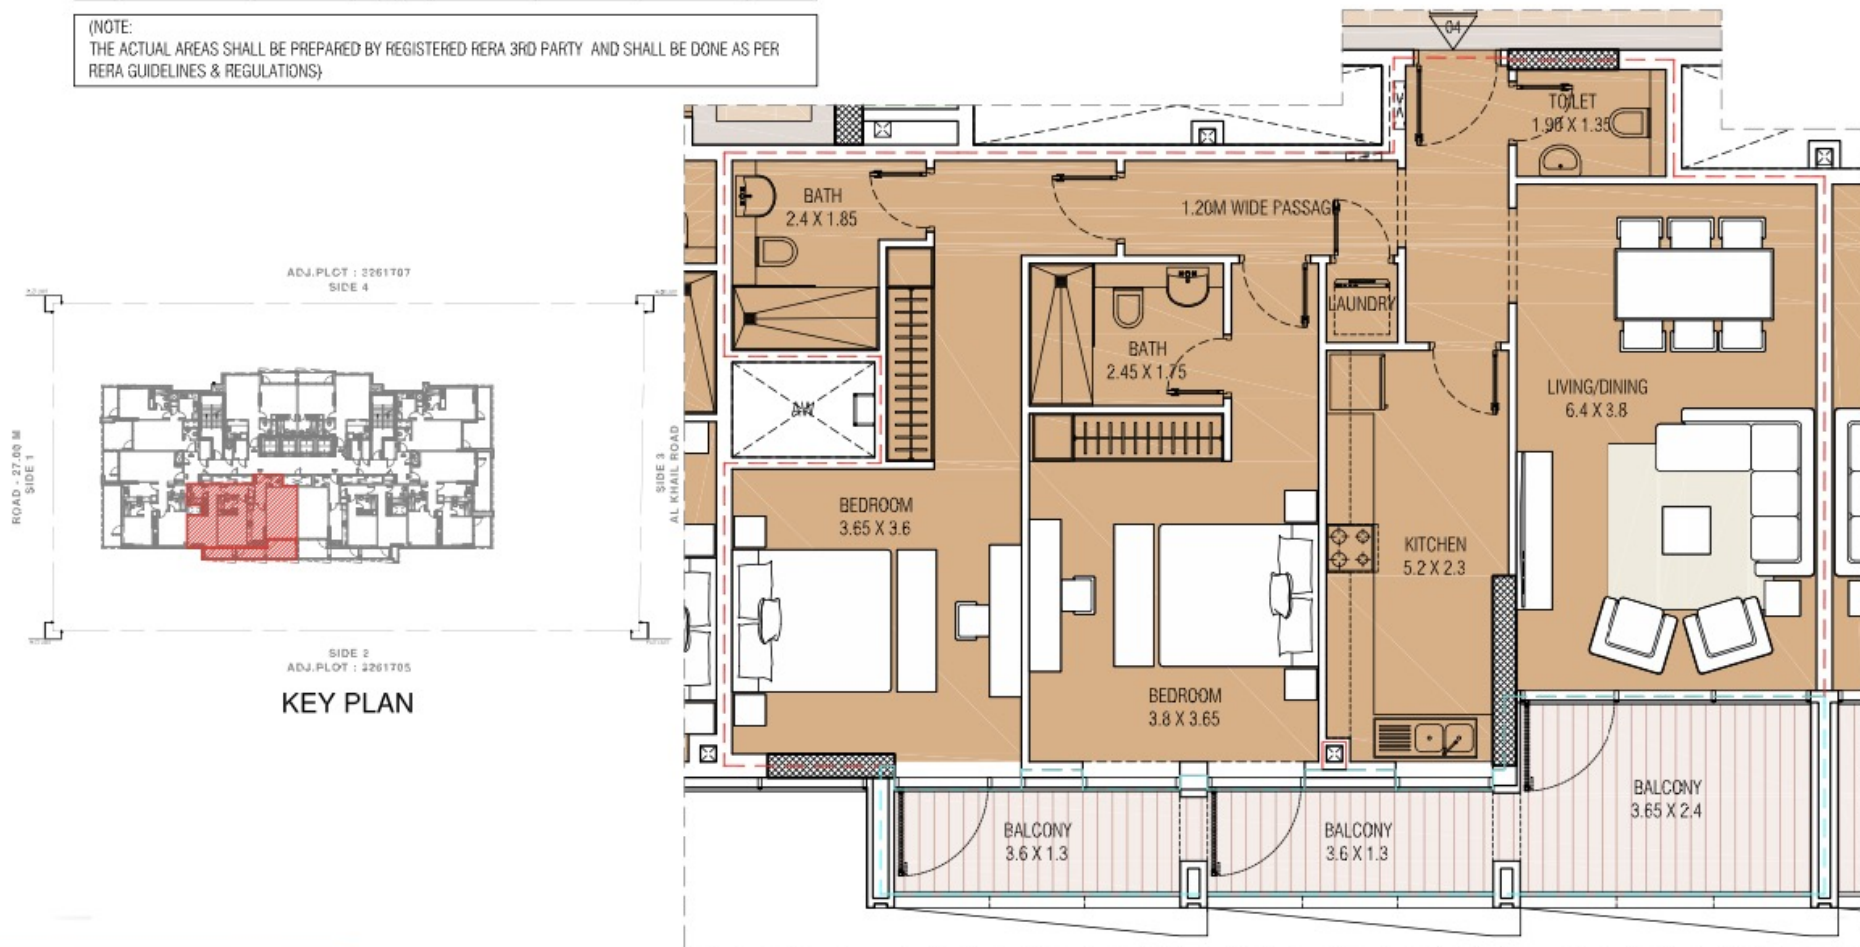 (NOTE:
THE ACTUAL AREAS SHALL BE PREPARED BY REGISTERED RERA 3RD PARTY AND SHALL BE DONE AS PER
RERA GUIDELINES & REGULATIONS)
04
TOILET
1.90 X 1.35
BATH
2.4 X 1.85
1.20M WIDE PASSAGE
LAUNDRY
BATH
2.45 X 1.75
LIVING/DINING
6.4 X 3.8
BEDROOM
3.65 X 3.6
KITCHEN
5.2 X 2.3
BEDROOM
3.8 X 3.65
BALCONY
3.65 X 2.4
BALCONY
3.6 X 1.3
BALCONY
3.6 X 1.3
ADJ.PLOT : 3261707
SIDE 4
ROAD - 27.00 M
SIDE 1
SIDE 3
AL KHAIL ROAD
SIDE 2
ADJ.PLOT : 3261705
KEY PLAN